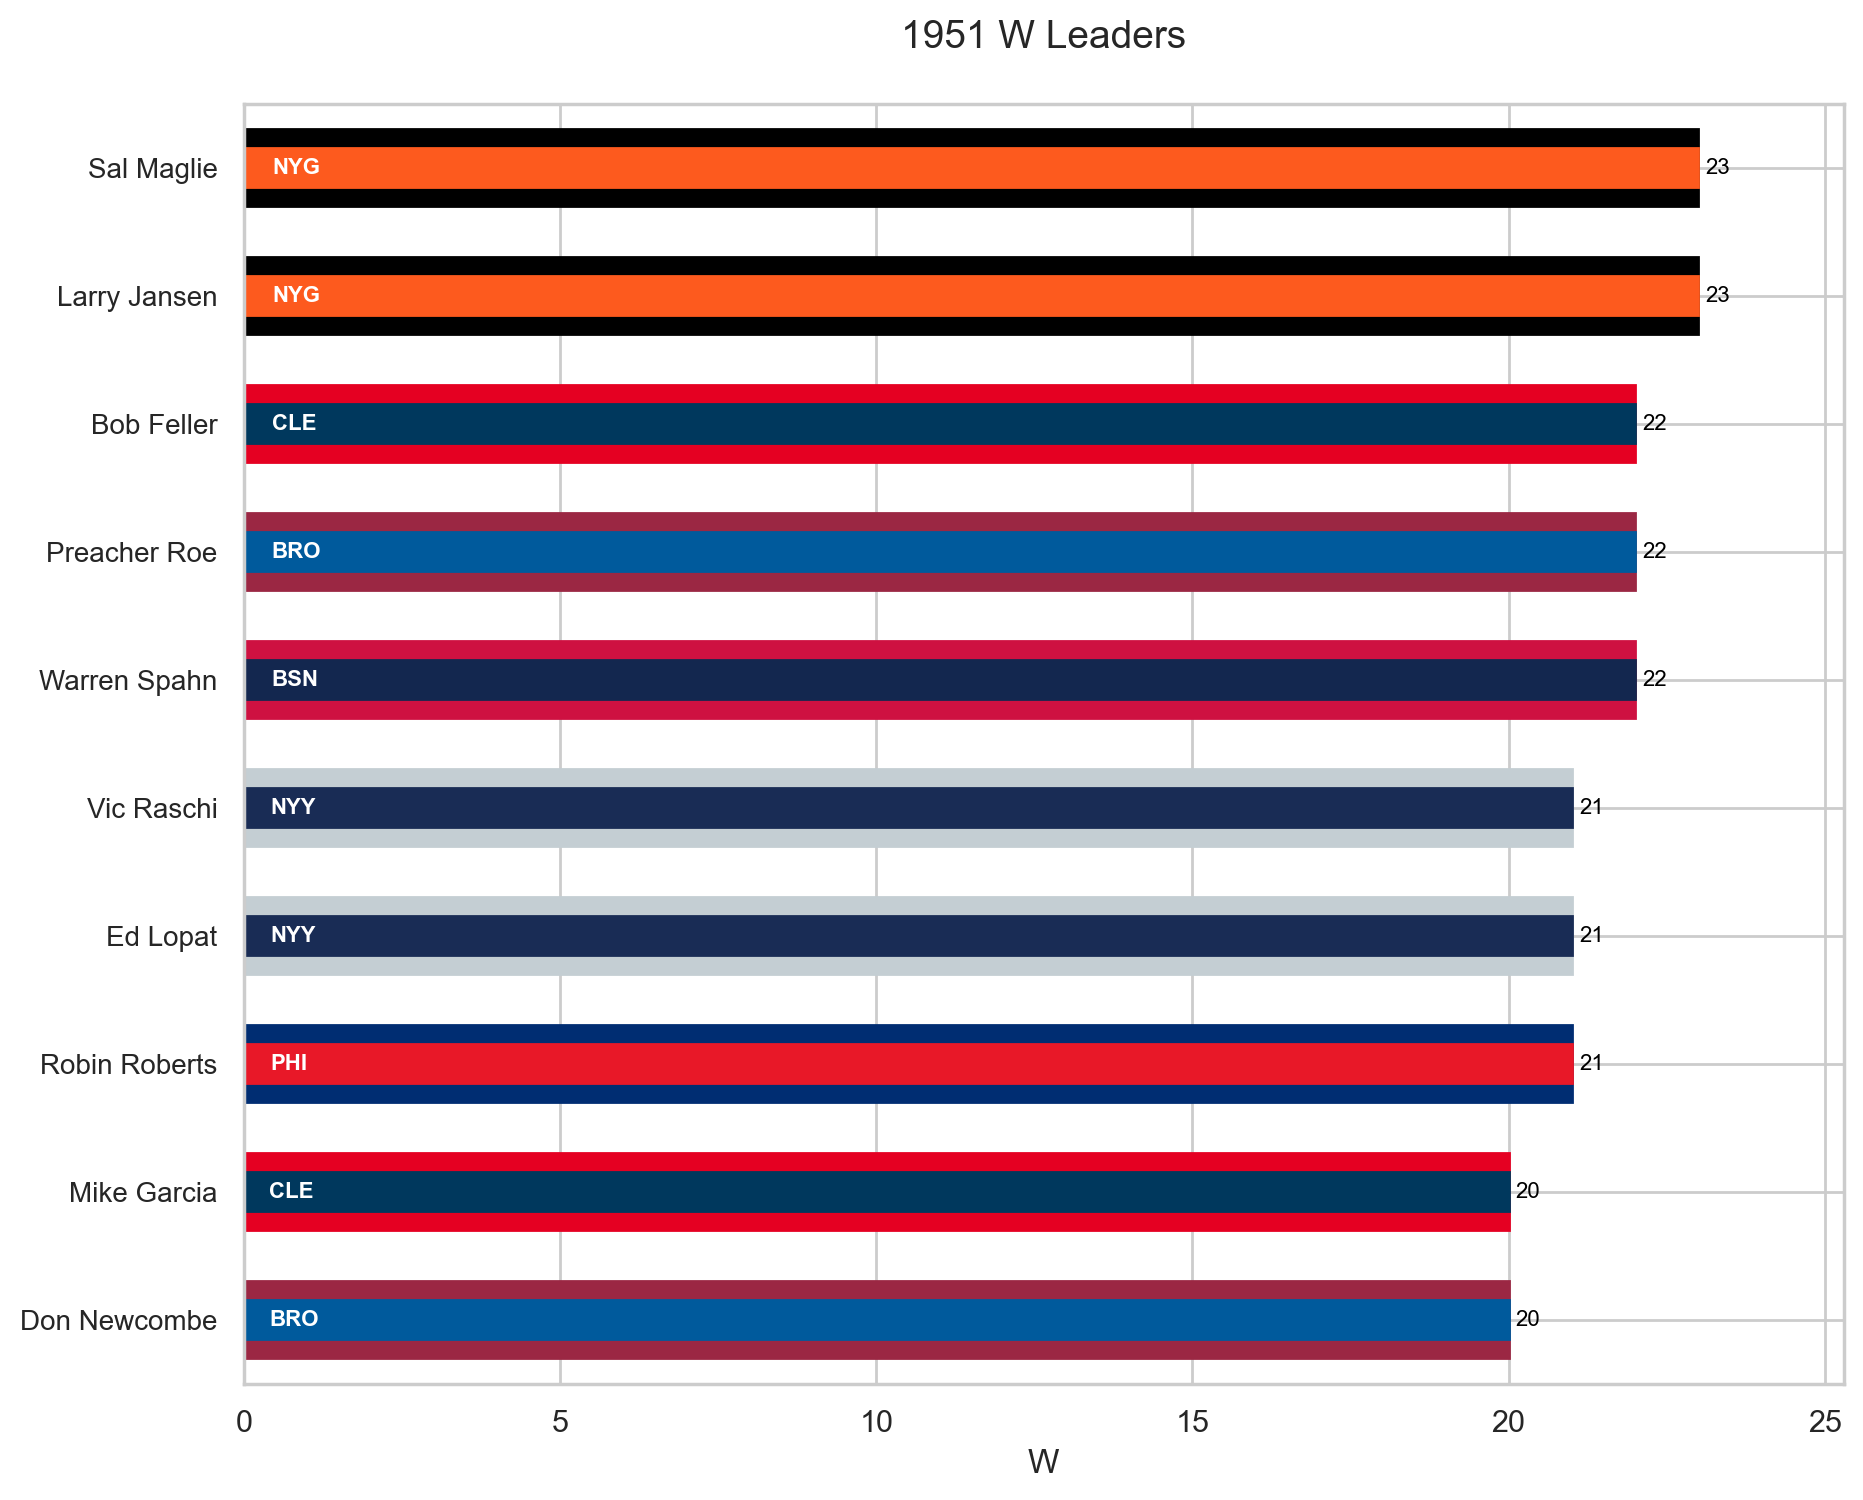 1951 W Leaders
Sal Maglie NYG 23
Larry Jansen NYG 23
Bob Feller CLE 22
Preacher Roe BRO 22
Warren Spahn BSN 22
Vic Raschi NYY 21
Ed Lopat NYY 21
Robin Roberts PHI 21
Mike Garcia CLE 20
Don Newcombe BRO 20
0 5 10 15 20 25
W